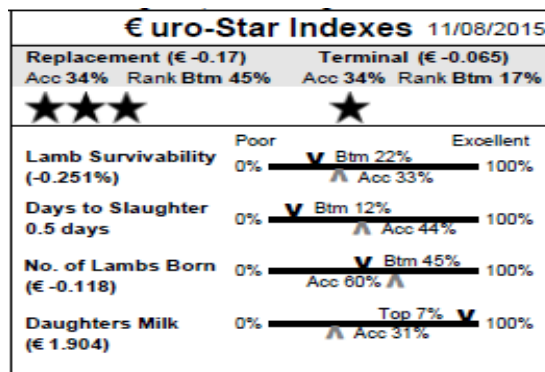 €uro-Star Indexes 11/08/2015
Replacement (€ -0.17) Terminal (€ -0.065)
Acc 34% Rank Btm 45% Acc 34% Rank Btm 17%
Poor Excellent
Lamb Survivability 0% Btm 22% 100%
(-0.251%) Acc 33%
Days to Slaughter 0% Btm 12% 100%
0.5 days Acc 44%
No. of Lambs Born 0% Btm 45% 100%
(€ -0.118) Acc 60%
Daughters Milk 0% Top 7% 100%
(€ 1.904) Acc 31%